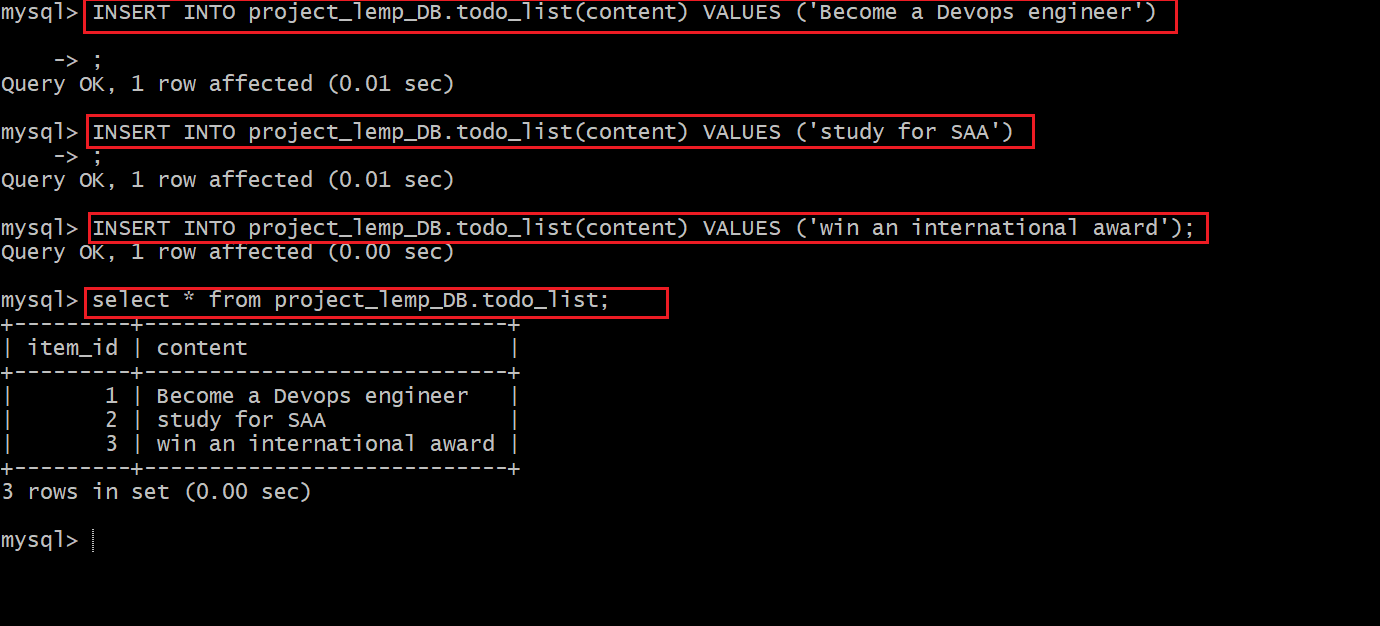 mysql> INSERT INTO project_lemp_DB.todo_list(content) VALUES ('Become a Devops engineer')
    -> ;
Query OK, 1 row affected (0.01 sec)
mysql> INSERT INTO project_lemp_DB.todo_list(content) VALUES ('study for SAA')
    -> ;
Query OK, 1 row affected (0.01 sec)
mysql> INSERT INTO project_lemp_DB.todo_list(content) VALUES ('win an international award');
Query OK, 1 row affected (0.00 sec)
mysql> select * from project_lemp_DB.todo_list;
+---------+----------------------------+
| item_id | content                    |
+---------+----------------------------+
|       1 | Become a Devops engineer   |
|       2 | study for SAA              |
|       3 | win an international award |
+---------+----------------------------+
3 rows in set (0.00 sec)
mysql>